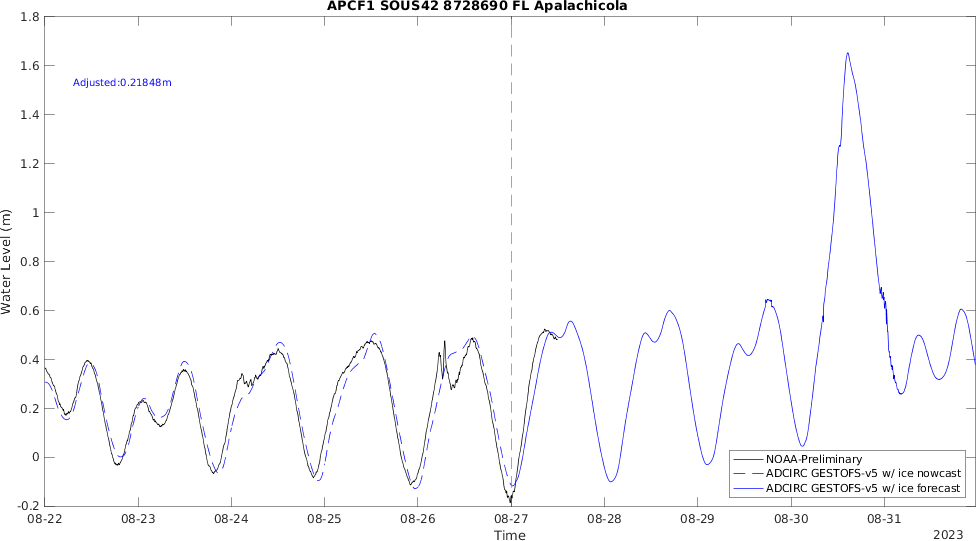 APCF1 SOUS42 8728690 FL Apalachicola
1.8
1.6
1.4
1.2
1
0.8
0.6
0.4
0.2
0
-0.2
Water Level (m)
Adjusted:0.21848m
NOAA-Preliminary
ADCIRC GESTOFS-v5 w/ ice nowcast
ADCIRC GESTOFS-v5 w/ ice forecast
08-22 08-23 08-24 08-25 08-26 08-27 08-28 08-29 08-30 08-31
Time
2023